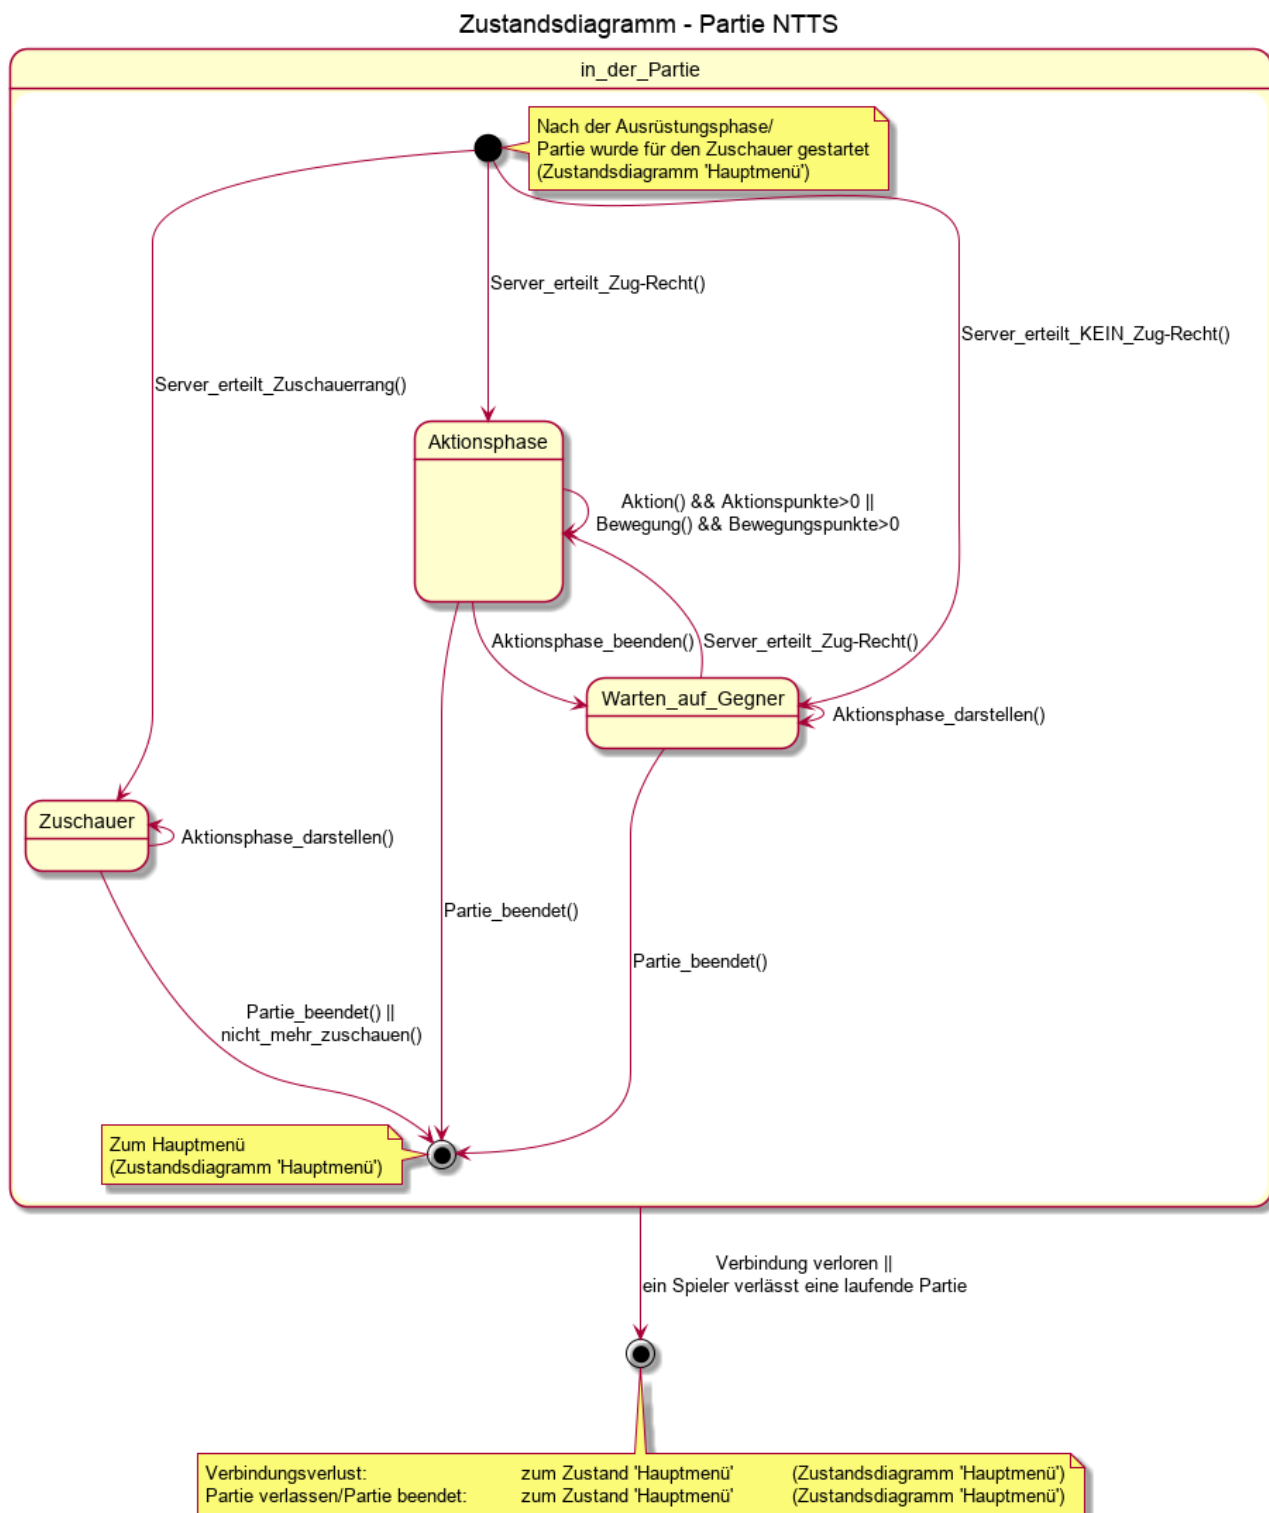 Zustandsdiagramm - Partie NTTS
in_der_Partie
Nach der Ausrüstungsphase/
Partie wurde für den Zuschauer gestartet
(Zustandsdiagramm 'Hauptmenü')
Server_erteilt_Zug-Recht()
Server_erteilt_KEIN_Zug-Recht()
Server_erteilt_Zuschauerrang()
Aktionsphase
Aktion() && Aktionspunkte>0 ||
Bewegung() && Bewegungspunkte>0
Aktionsphase_beenden()
Server_erteilt_Zug-Recht()
Warten_auf_Gegner
Aktionsphase_darstellen()
Zuschauer
Aktionsphase_darstellen()
Partie_beendet()
Partie_beendet()
Partie_beendet() ||
nicht_mehr_zuschauen()
Zum Hauptmenü
(Zustandsdiagramm 'Hauptmenü')
Verbindung verloren ||
ein Spieler verlässt eine laufende Partie
Verbindungsverlust: zum Zustand 'Hauptmenü' (Zustandsdiagramm 'Hauptmenü')
Partie verlassen/Partie beendet: zum Zustand 'Hauptmenü' (Zustandsdiagramm 'Hauptmenü')